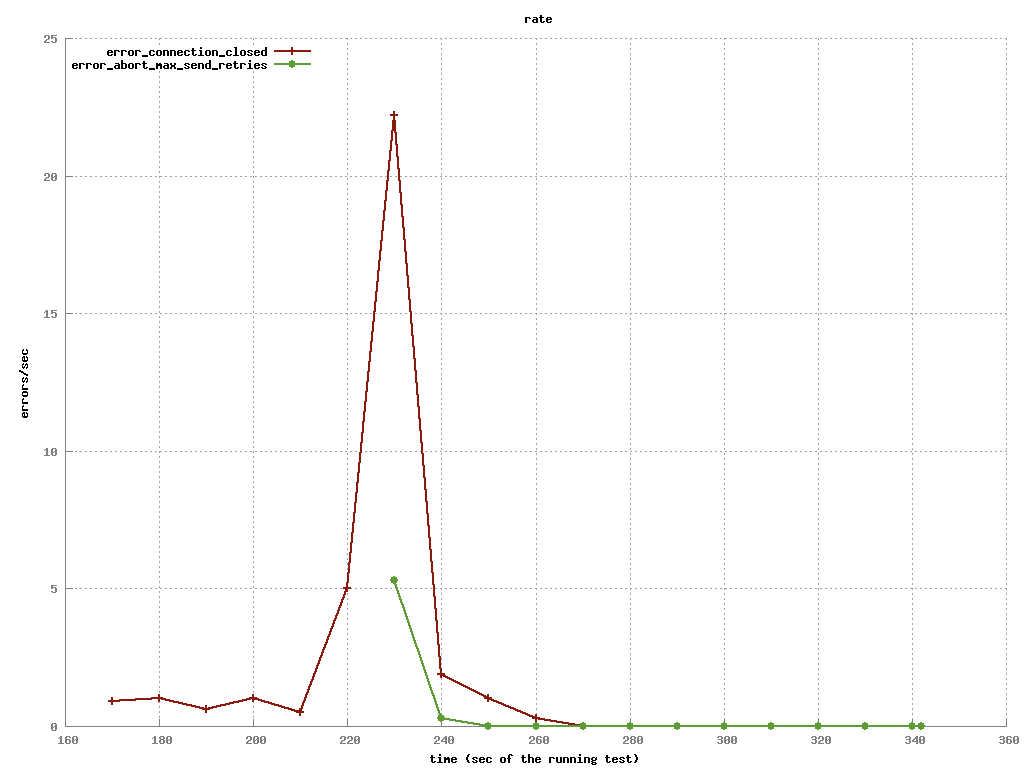 rate
25
error_connection_closed
error_abort_max_send_retries
20
15
errors/sec
10
5
0
160 180 200 220 240 260 280 300 320 340 360
time (sec of the running test)